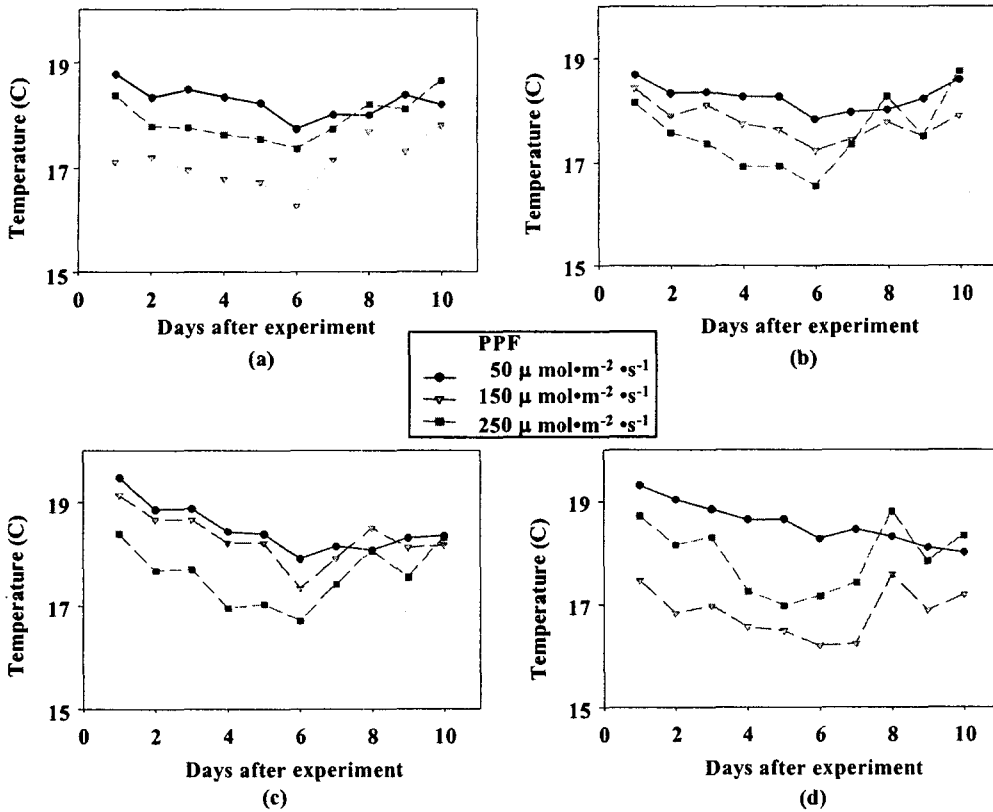 19
17
15
Temperature (C)
0 2 4 6 8 10
Days after experiment
(a)
19
17
15
Temperature (C)
0 2 4 6 8 10
Days after experiment
(b)
PPF
50 μ mol•m⁻² •s⁻¹
150 μ mol•m⁻² •s⁻¹
250 μ mol•m⁻² •s⁻¹
19
17
15
Temperature (C)
0 2 4 6 8 10
Days after experiment
(c)
19
17
15
Temperature (C)
0 2 4 6 8 10
Days after experiment
(d)